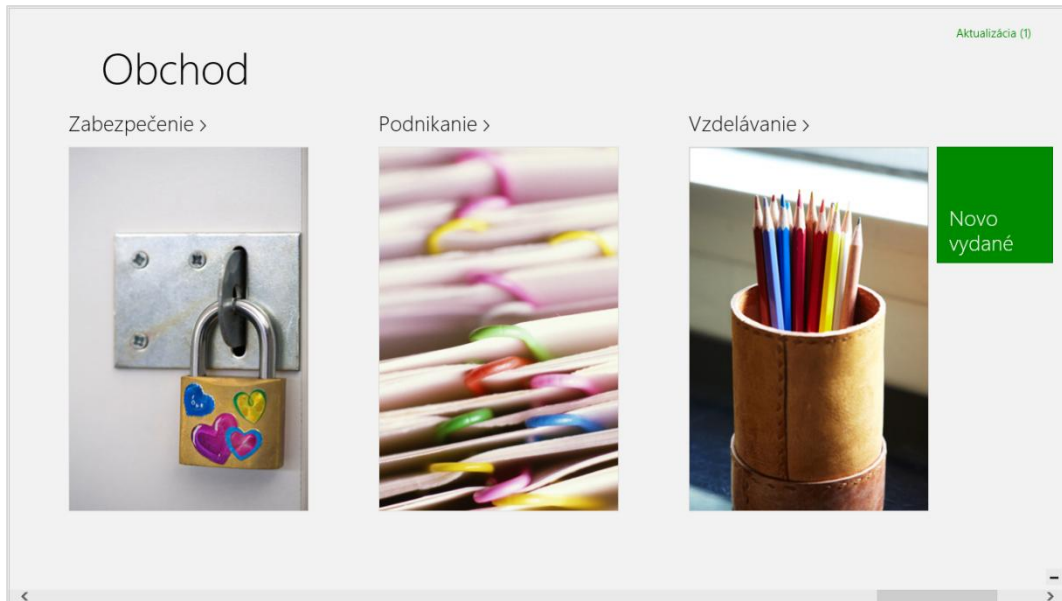 Aktualizácia (1)
Obchod
Zabezpečenie >
Podnikanie >
Vzdelávanie >
Novo
vydané